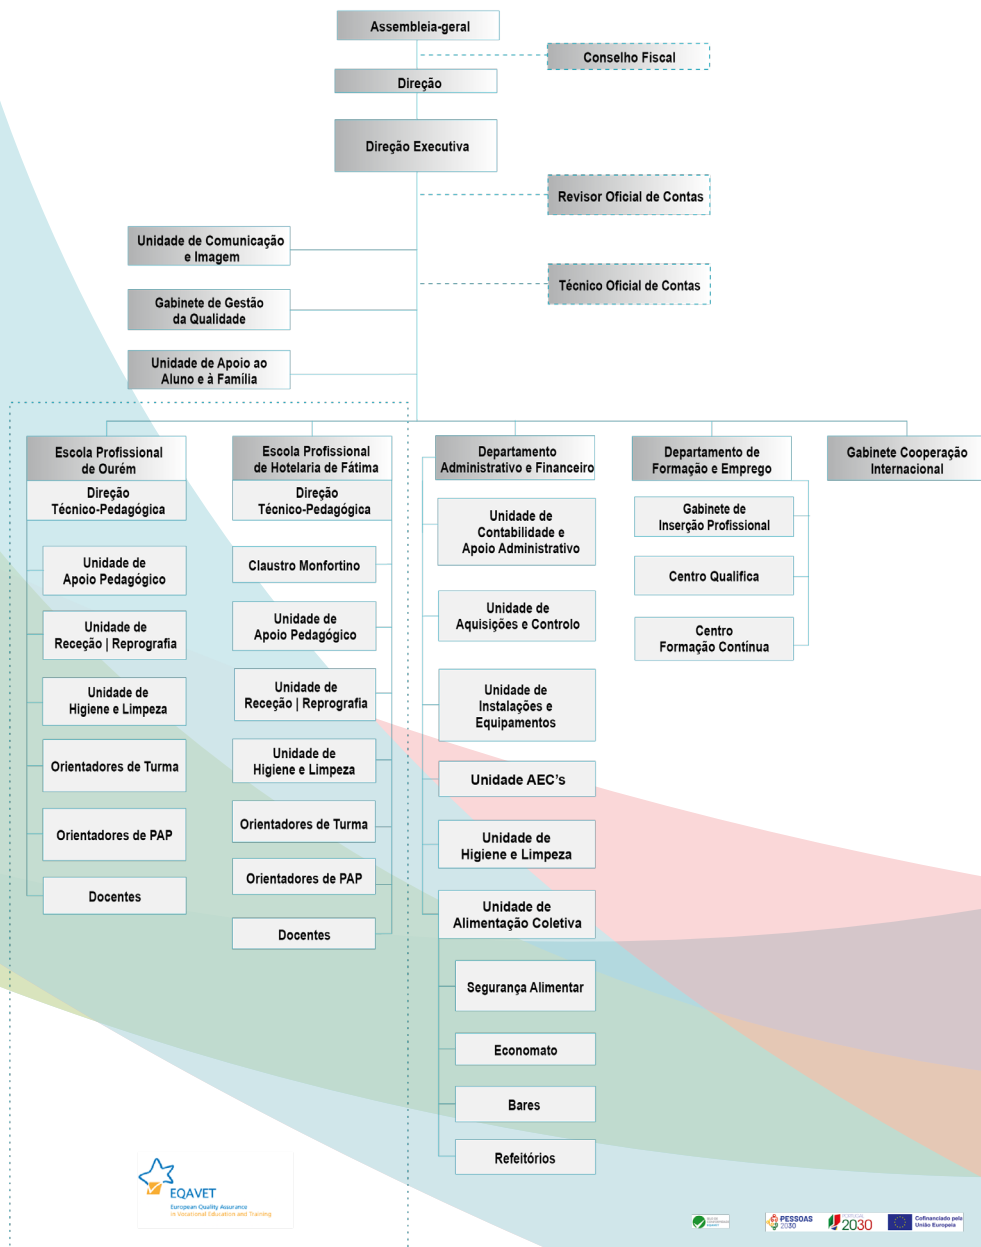 Assembleia-geral
Conselho Fiscal
Direção
Direção Executiva
Revisor Oficial de Contas
Unidade de Comunicação
e Imagem
Técnico Oficial de Contas
Gabinete de Gestão
da Qualidade
Unidade de Apoio ao
Aluno e à Família
Escola Profissional
de Ourém
Direção
Técnico-Pedagógica
Unidade de
Apoio Pedagógico
Unidade de
Receção | Reprografia
Unidade de
Higiene e Limpeza
Orientadores de Turma
Orientadores de PAP
Docentes
Escola Profissional
de Hotelaria de Fátima
Direção
Técnico-Pedagógica
Claustro Monfortino
Unidade de
Apoio Pedagógico
Unidade de
Receção | Reprografia
Unidade de
Higiene e Limpeza
Orientadores de Turma
Orientadores de PAP
Docentes
Departamento
Administrativo e Financeiro
Unidade de
Contabilidade e
Apoio Administrativo
Unidade de
Aquisições e Controlo
Unidade de
Instalações e
Equipamentos
Unidade AEC's
Unidade de
Higiene e Limpeza
Unidade de
Alimentação Coletiva
Segurança Alimentar
Economato
Bares
Refeitórios
Departamento de
Formação e Emprego
Gabinete de
Inserção Profissional
Centro Qualifica
Centro
Formação Contínua
Gabinete Cooperação
Internacional
EQAVET
European Quality Assurance
in Vocational Education and Training
PESSOAS
2030
PORTUGAL
2030
Cofinanciado pela
União Europeia